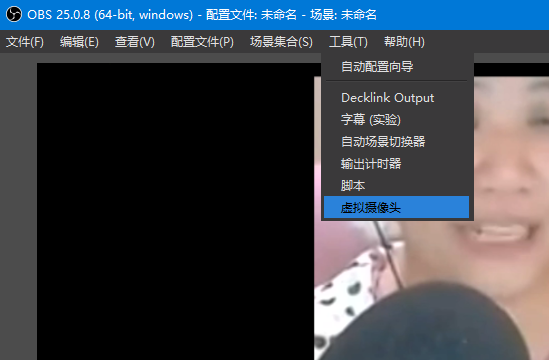 OBS 25.0.8 (64-bit, windows) - 配置文件: 未命名 - 场景: 未命名
文件(F) 编辑(E) 查看(V) 配置文件(P) 场景集合(S) 工具(T) 帮助(H)
自动配置向导
Decklink Output
字幕 (实验)
自动场景切换器
输出计时器
脚本
虚拟摄像头